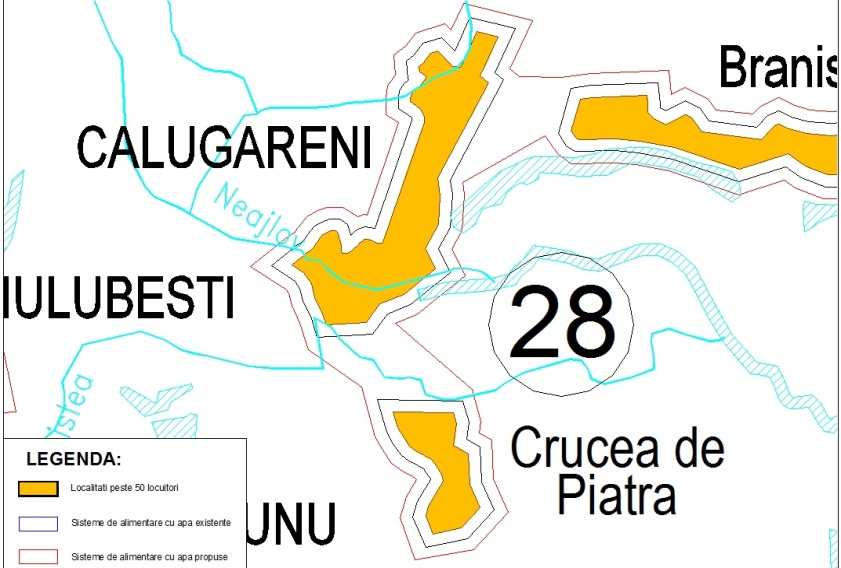 Branis
CALUGARENI
Neajlov
IULUBESTI
28
islea
Crucea de
Piatra
UNU
LEGENDA:
Localitati peste 50 locuitori
Sisteme de alimentare cu apa existente
Sisteme de alimentare cu apa propuse